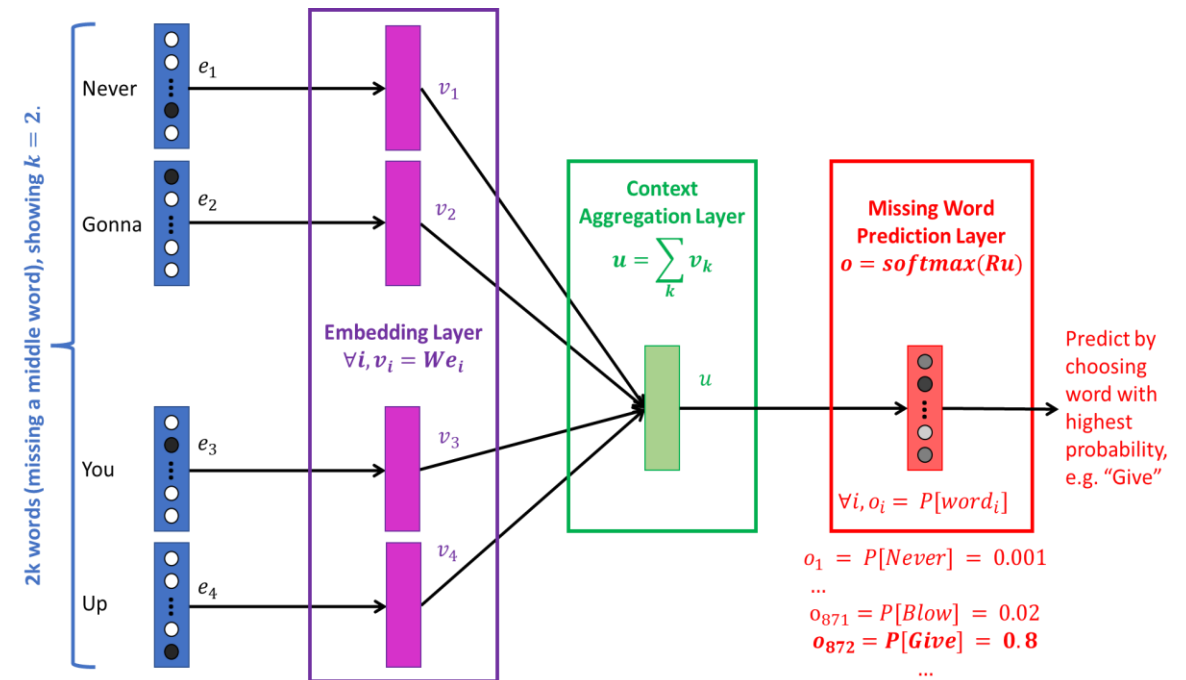 2k words (missing a middle word), showing k = 2.
Never
e₁
v₁
Gonna
e₂
v₂
You
e₃
v₃
Up
e₄
v₄
Embedding Layer
∀i, vᵢ = Weᵢ
Context
Aggregation Layer
u = ∑ₖ vₖ
u
Missing Word
Prediction Layer
o = softmax(Ru)
∀i, oᵢ = P[wordᵢ]
o₁ = P[Never] = 0.001
...
o₈₇₁ = P[Blow] = 0.02
o₈₇₂ = P[Give] = 0.8
...
Predict by
choosing
word with
highest
probability,
e.g. “Give”